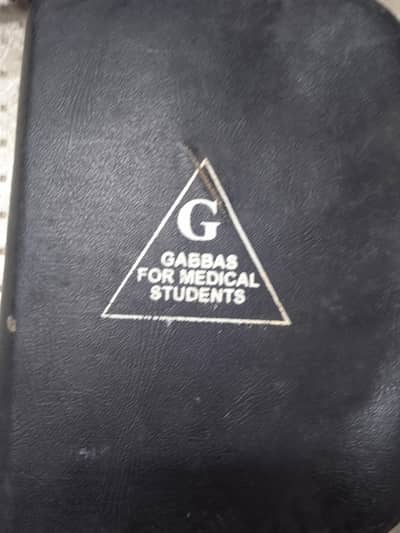 G
GABBAS
FOR MEDICAL
STUDENTS